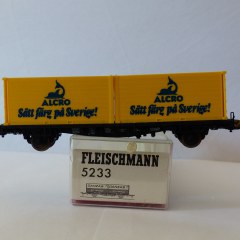 ALCRO
Sätt färg på Sverige!
ALCRO
Sätt färg på Sverige!
FLEISCHMANN
5233